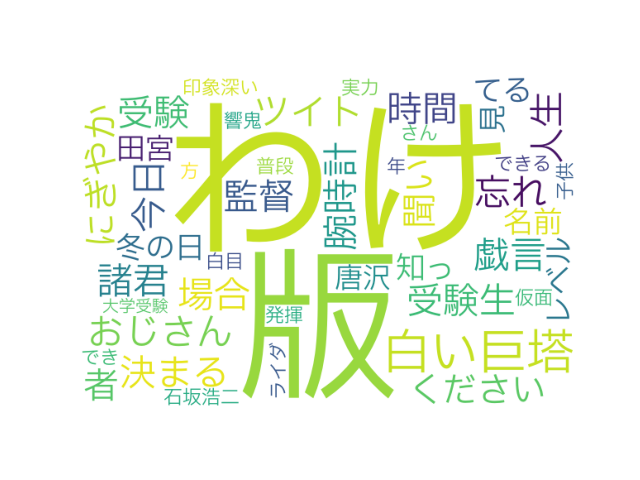 印象深い
実力
てる
受験
ツイト
時間
見
人生
響鬼
さん
わけ
田宮
方
監督
普段
腕時計
年
聞い
できる
忘れ
子供
にぎやか
今日
名前
冬の日
白目
版
唐沢
知っ
戯言
レベル
諸君
場合
受験生
仮面
大学受験
発揮
おじさん
白い巨塔
でき
者
決まる
ライダ
ください
石坂浩二